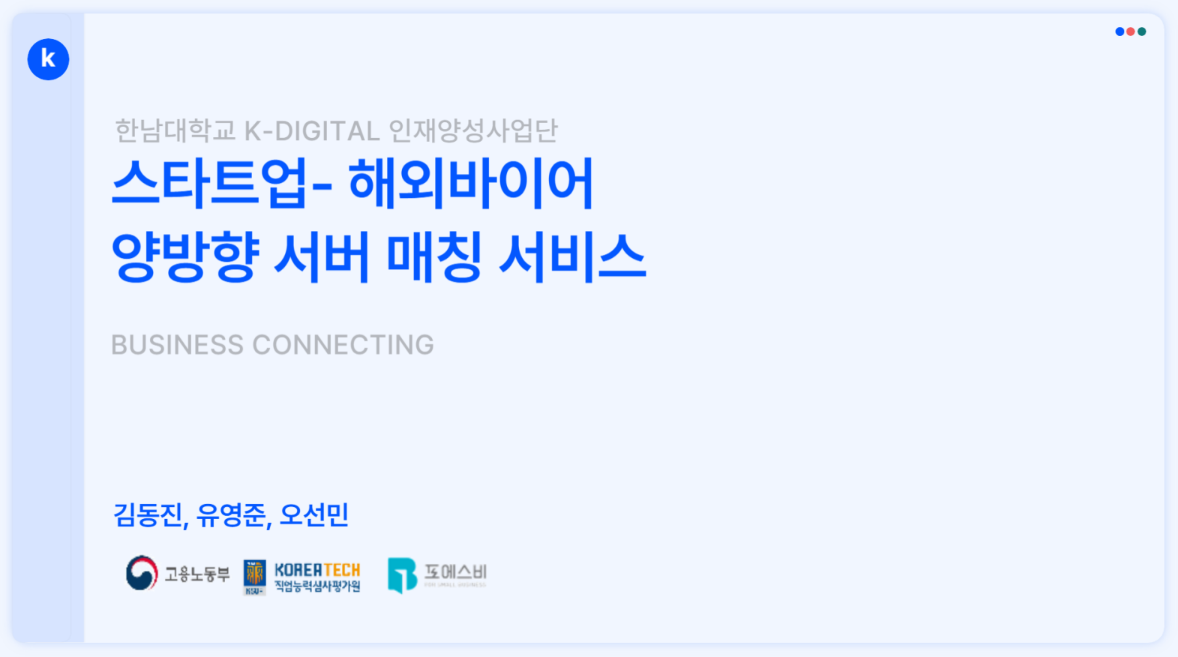 k
한남대학교 K-DIGITAL 인재양성사업단
스타트업- 해외바이어
양방향 서버 매칭 서비스
BUSINESS CONNECTING
김동진, 유영준, 오선민
고용노동부
KOREATECH
직업능력심사평가원
포에스비